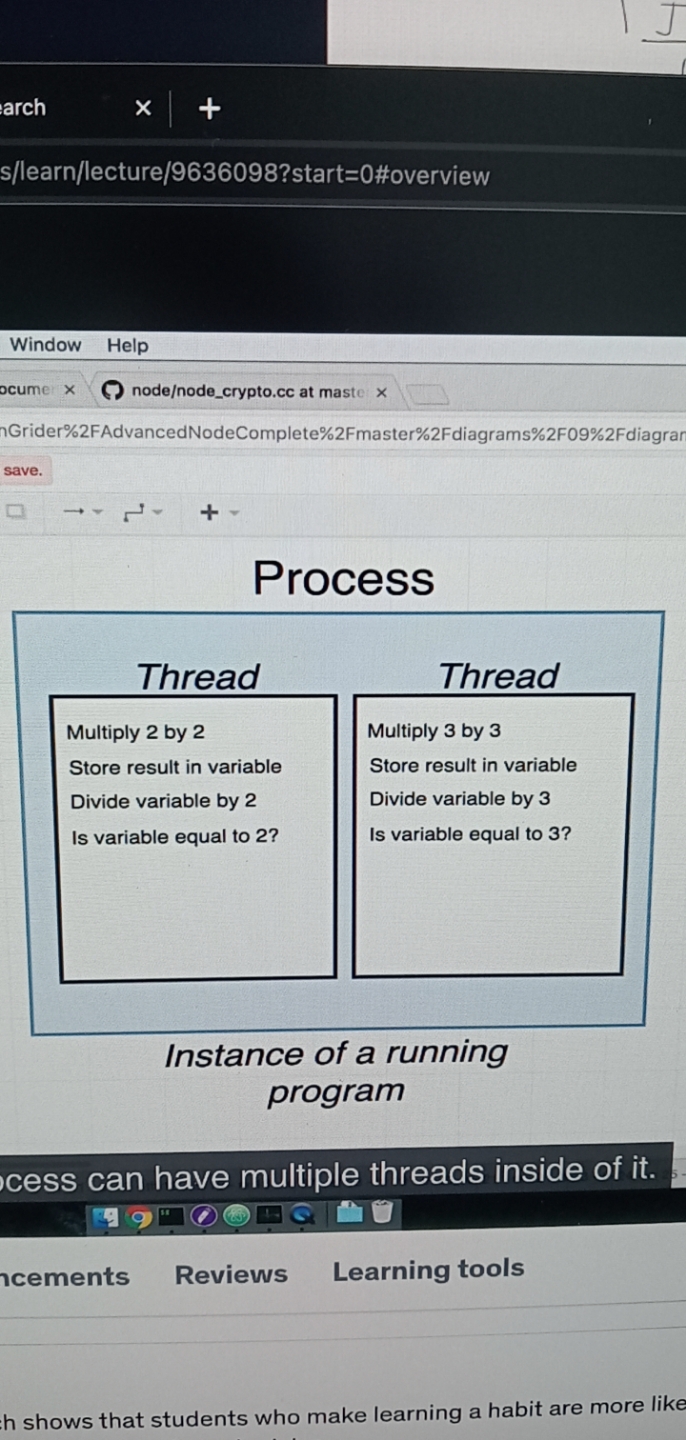 earch
s/learn/lecture/9636098?start=0#overview
Window Help
ocume node/node_crypto.cc at maste
nGrider%2FAdvancedNodeComplete%2Fmaster%2Fdiagrams%2F09%2Fdiagram
save.
Process
Thread
Multiply 2 by 2
Store result in variable
Divide variable by 2
Is variable equal to 2?
Thread
Multiply 3 by 3
Store result in variable
Divide variable by 3
Is variable equal to 3?
Instance of a running
program
ocess can have multiple threads inside of it.
ncements Reviews Learning tools
ch shows that students who make learning a habit are more like